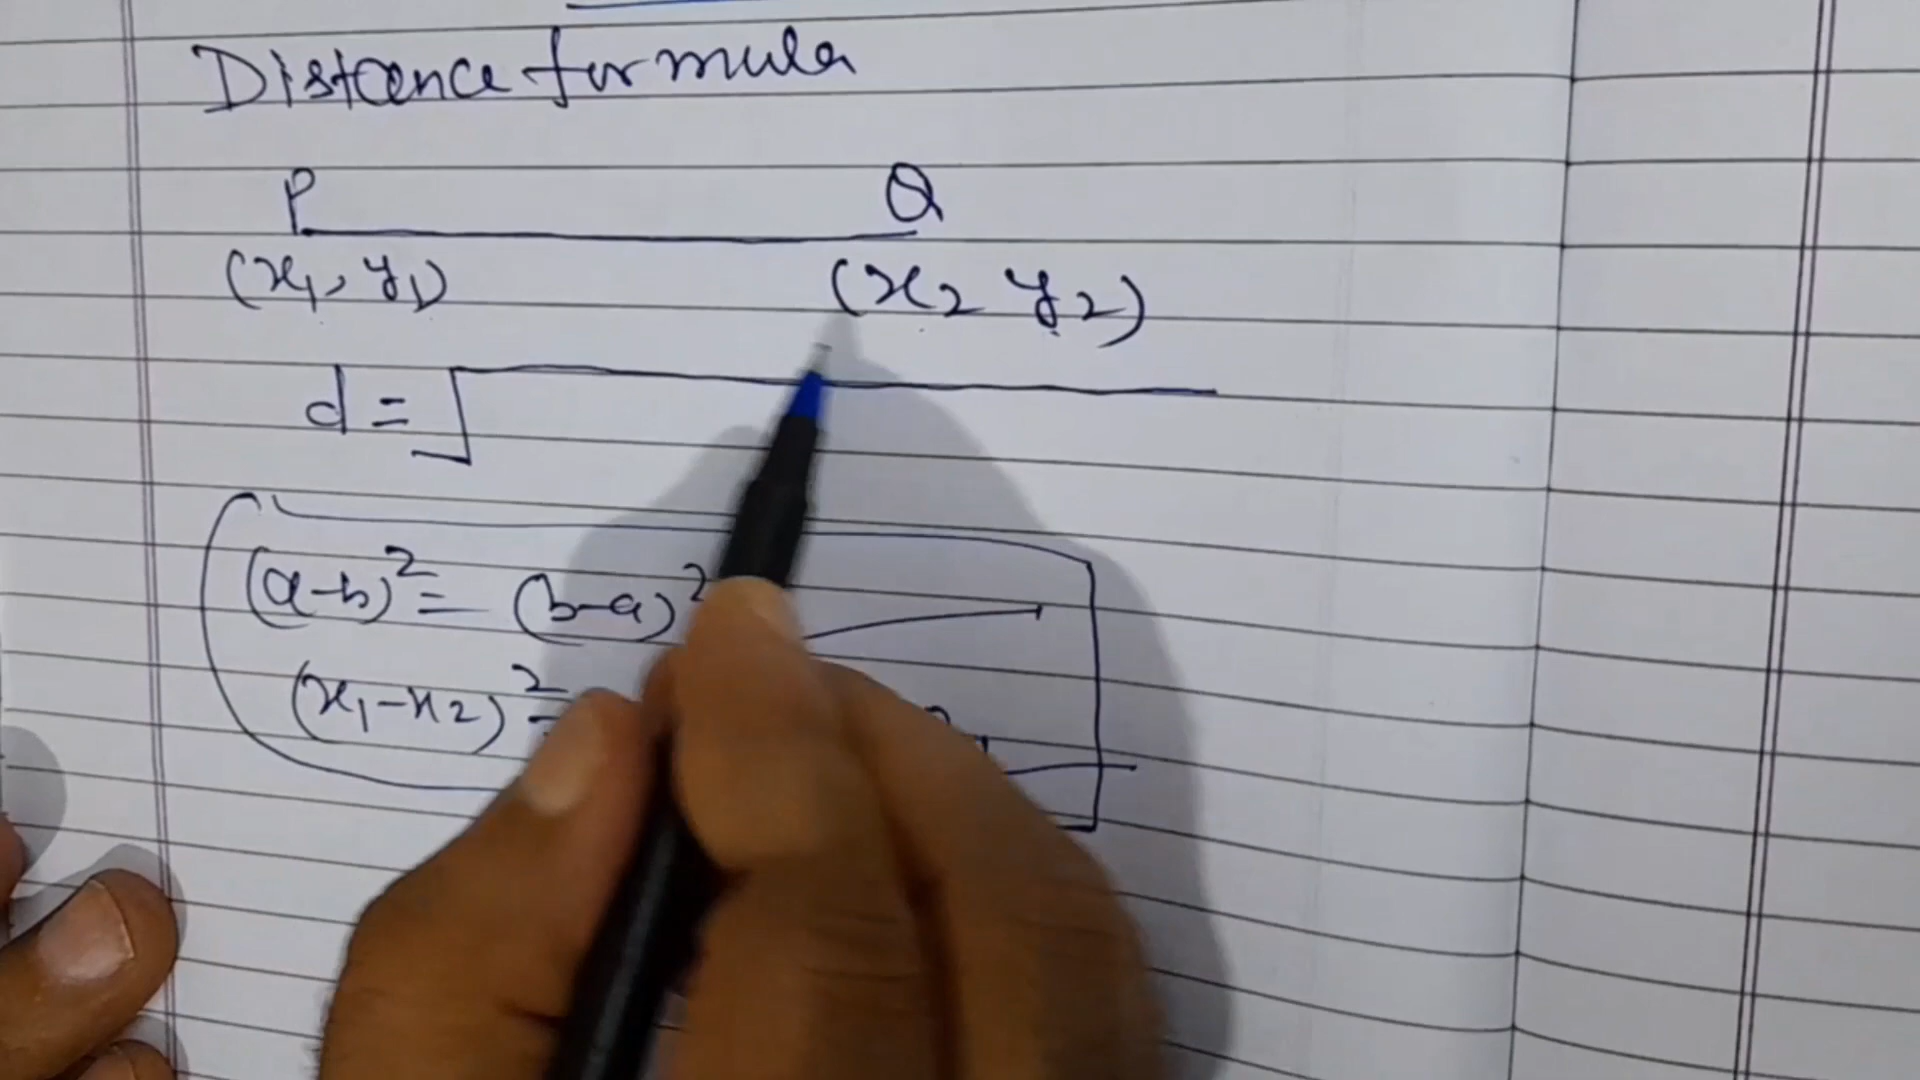 Distance formula
P Q
(x₁, y₁) (x₂ y₂)
d = √
(a-b)² = (b-a)²
(x₁-x₂)² =